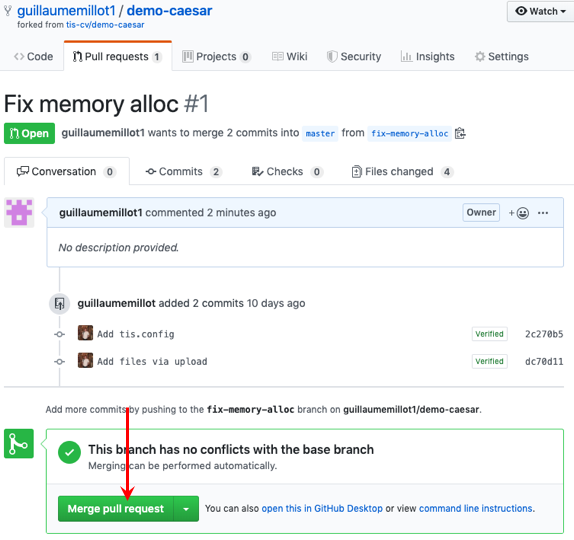 guillaumemillot1 / demo-caesar
Watch
forked from tis-cv/demo-caesar
Code Pull requests 1 Projects 0 Wiki Security Insights Settings
Fix memory alloc #1
Open guillaumemillot1 wants to merge 2 commits into master from fix-memory-alloc
Conversation 0 Commits 2 Checks 0 Files changed 4
guillaumemillot1 commented 2 minutes ago Owner
No description provided.
guillaumemillot added 2 commits 10 days ago
Add tis.config Verified 2c270b5
Add files via upload Verified dc70d11
Add more commits by pushing to the fix-memory-alloc branch on guillaumemillot1/demo-caesar.
This branch has no conflicts with the base branch
Merging can be performed automatically.
Merge pull request You can also open this in GitHub Desktop or view command line instructions.